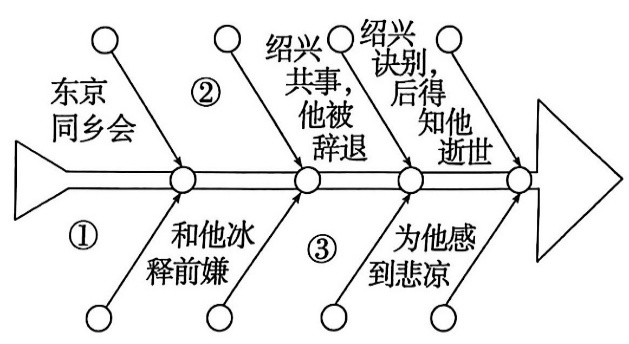 东京
同乡会
②
绍兴
共事，
他被
辞退
绍兴
诀别，
后得
知他
逝世
①
和他冰
释前嫌
③
为他感
到悲凉